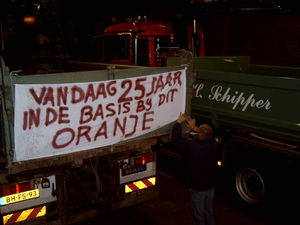 VANDAAG 25 JAAR
IN DE BASIS BY DIT
ORANJE
C. Schipper
BH-FS-93